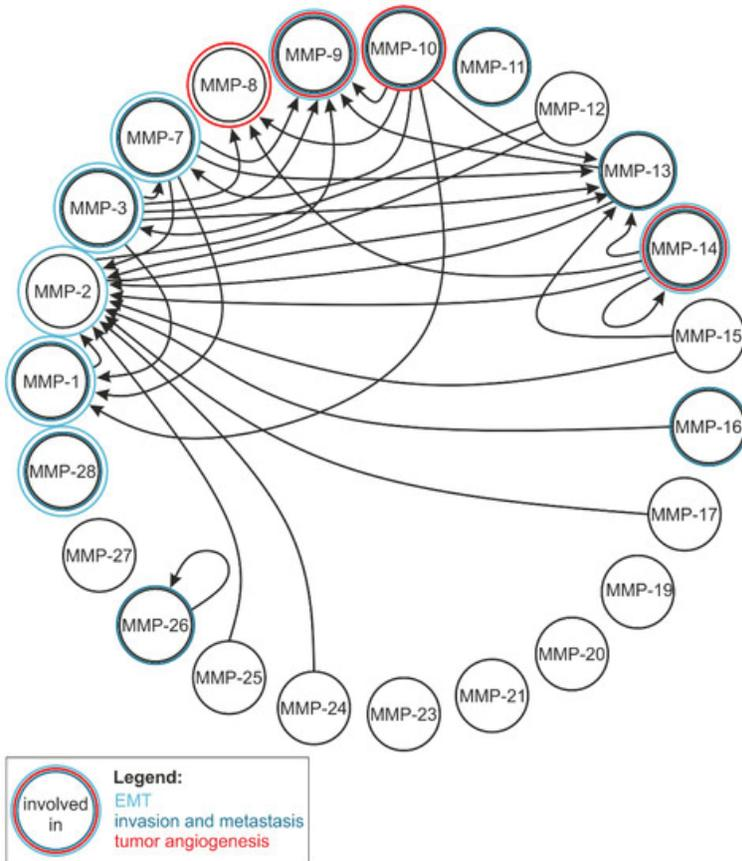 MMP-9
MMP-10
MMP-11
MMP-8
MMP-12
MMP-7
MMP-13
MMP-3
MMP-14
MMP-2
MMP-15
MMP-1
MMP-16
MMP-28
MMP-17
MMP-27
MMP-19
MMP-26
MMP-20
MMP-25
MMP-21
MMP-24
MMP-23
Legend:
involved
in
EMT
invasion and metastasis
tumor angiogenesis